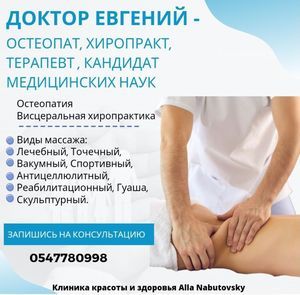 ДОКТОР ЕВГЕНИЙ -
ОСТЕОПАТ, ХИРОПРАКТ,
ТЕРАПЕВТ , КАНДИДАТ
МЕДИЦИНСКИХ НАУК
Остеопатия
Висцеральная хиропрактика
Виды массажа:
Лечебный, Точечный,
Вакумный, Спортивный,
Антицеллюлитный,
Реабилитационный, Гуаша,
Скульптурный.
ЗАПИШИСЬ НА КОНСУЛЬТАЦИЮ
0547780998
Клиника красоты и здоровья Alla Nabutovsky